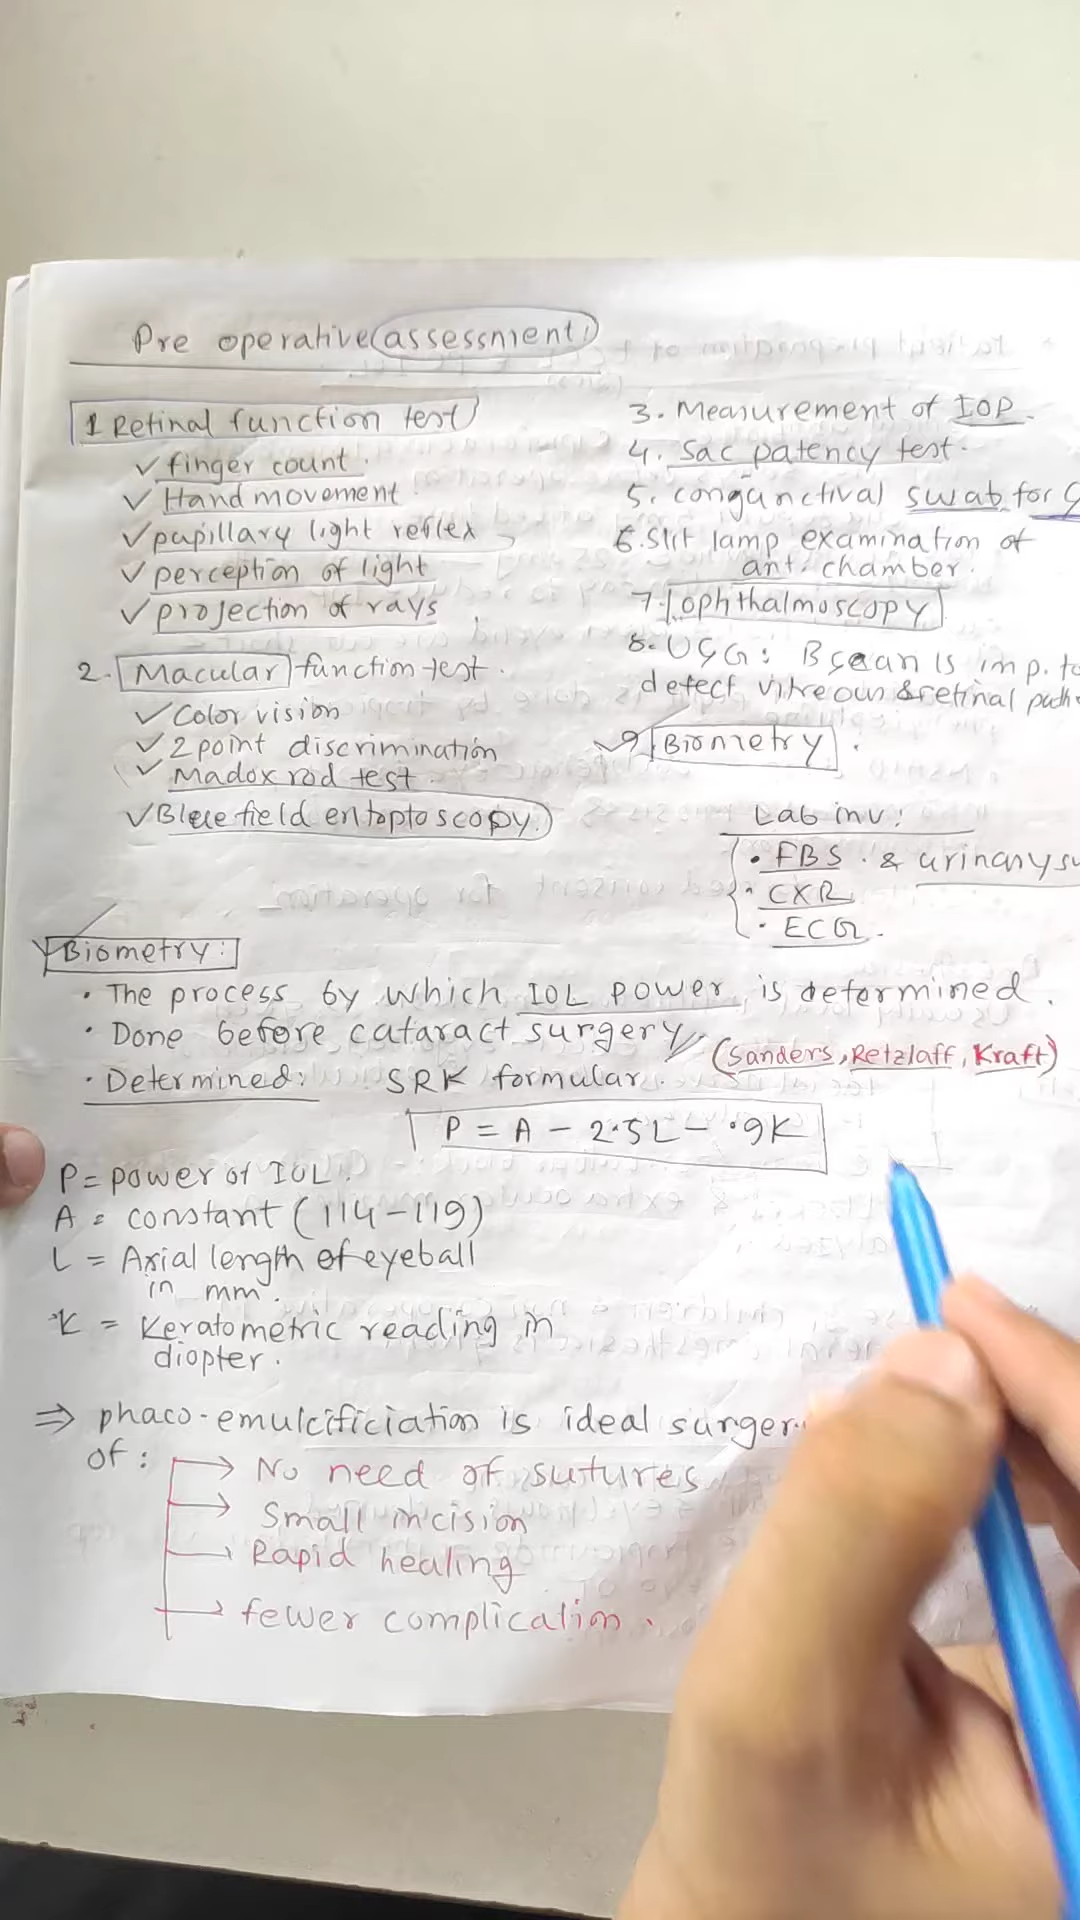 Pre operative assessment
1 Retinal function test
✓ finger count.
✓ Hand movement
✓ pupillary light reflex
✓ perception of light
✓ projection of rays
2. Macular function test.
✓ Color vision
✓ 2 point discrimination
✓ Madox rod test.
✓ Blue field entoptoscopy.
3. Measurement of IOP.
4. Sac patency test.
5. conjunctival swab for
6. Slit lamp examination of
ant. chamber.
7. ophthalmoscopy
8. USG: B scan is imp. to
detect vitreous & retinal path
9. Biometry.
Lab inv:
• FBS. & urinary su
• CXR
• ECG.
Biometry:
• The process by which IOL power is determined.
• Done before cataract surgery
(Sanders, Retzlaff, Kraft)
• Determined: SRK formular.
P = A - 2.5L - .9K
P = power of IOL.
A = constant (114-119)
L = Axial length of eyeball
in mm.
K = Keratometric reading in
diopter.
⇒ phaco-emulcificiation is ideal surger
of:
→ No need of sutures
→ Small incision
→ Rapid healing
→ fewer complication.